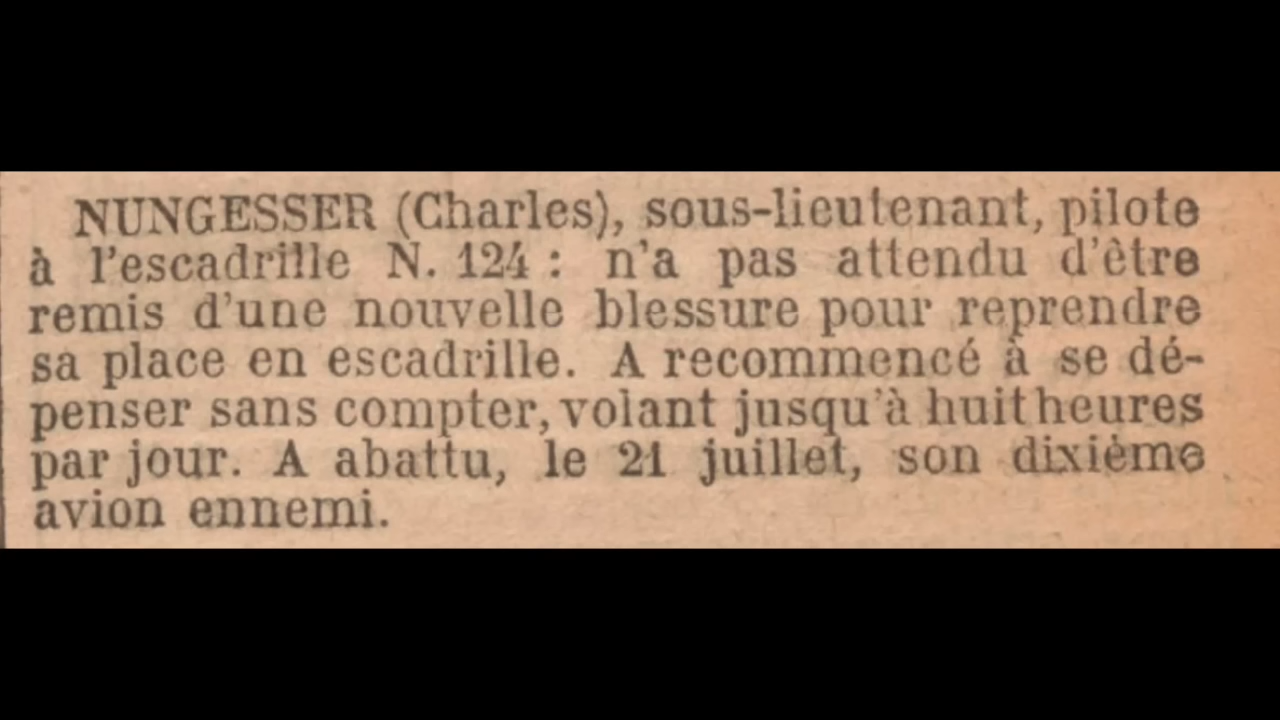 NUNGESSER (Charles), sous-lieutenant, pilote
à l'escadrille N. 124 : n'a pas attendu d'être
remis d'une nouvelle blessure pour reprendre
sa place en escadrille. A recommencé à se dé-
penser sans compter, volant jusqu'à huit heures
par jour. A abattu, le 21 juillet, son dixième
avion ennemi.